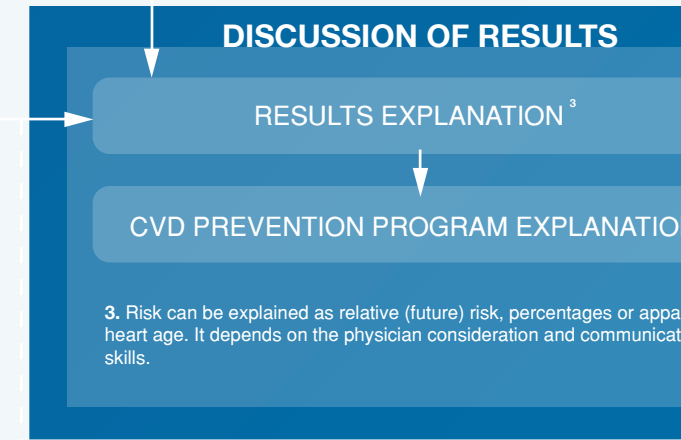 DISCUSSION OF RESULTS
RESULTS EXPLANATION 3
CVD PREVENTION PROGRAM EXPLANATIO
3. Risk can be explained as relative (future) risk, percentages or appa
heart age. It depends on the physician consideration and communicat
skills.